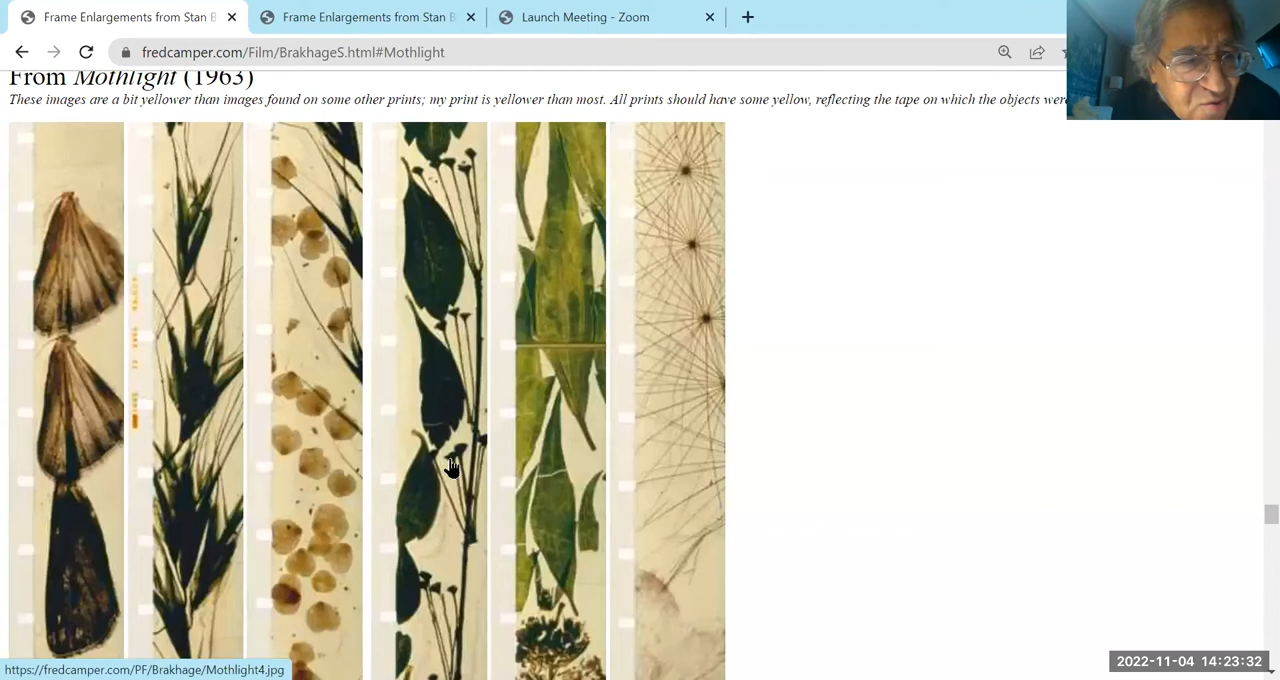 Frame Enlargements from Stan B
Frame Enlargements from Stan B
Launch Meeting - Zoom
fredcamper.com/Film/BrakhageS.html#Mothlight
From Mothlight (1963)
These images are a bit yellower than images found on some other prints; my print is yellower than most. All prints should have some yellow, reflecting the tape on which the objects were
https://fredcamper.com/PF/Brakhage/Mothlight4.jpg
2022-11-04 14:23:32